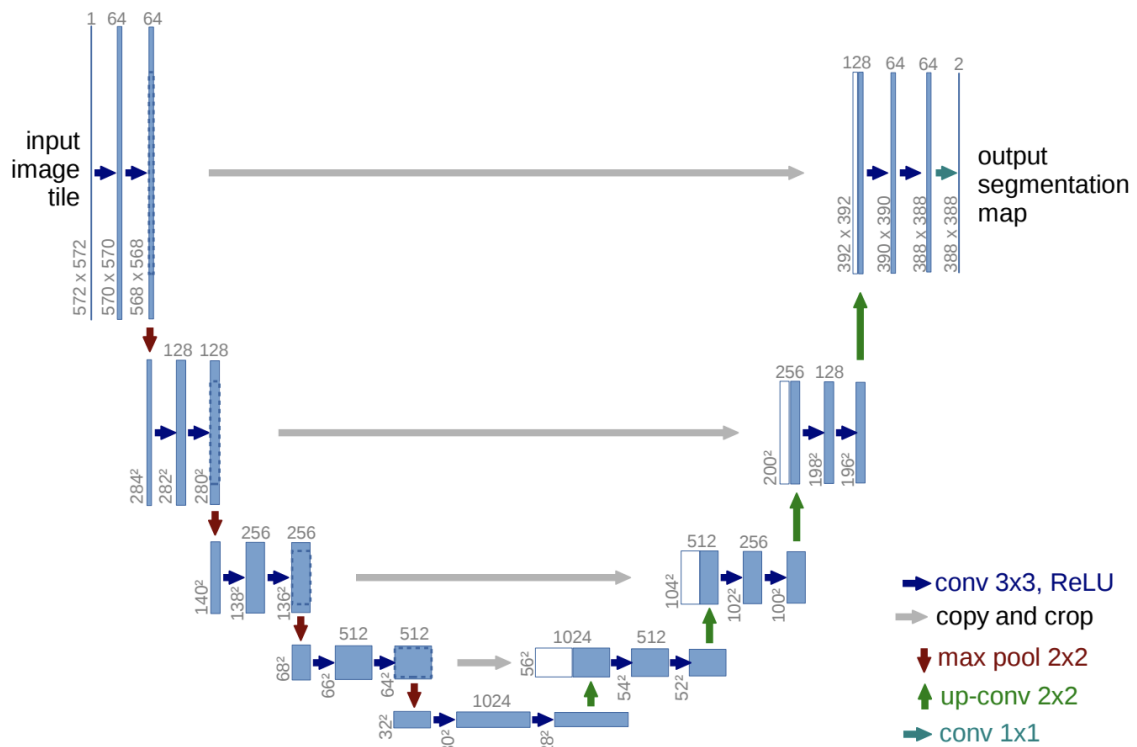 1 64 64
input
image
tile
572 x 572
570 x 570
568 x 568
128 64 64 2
output
segmentation
map
392 x 392
390 x 390
388 x 388
388 x 388
128 128
284²
282²
280²
256 128
200²
198²
196²
256 256
140²
138²
136²
512 256
104²
102²
100²
512 512
68²
66²
64²
1024 512
56²
54²
52²
1024
32²
conv 3x3, ReLU
copy and crop
max pool 2x2
up-conv 2x2
conv 1x1